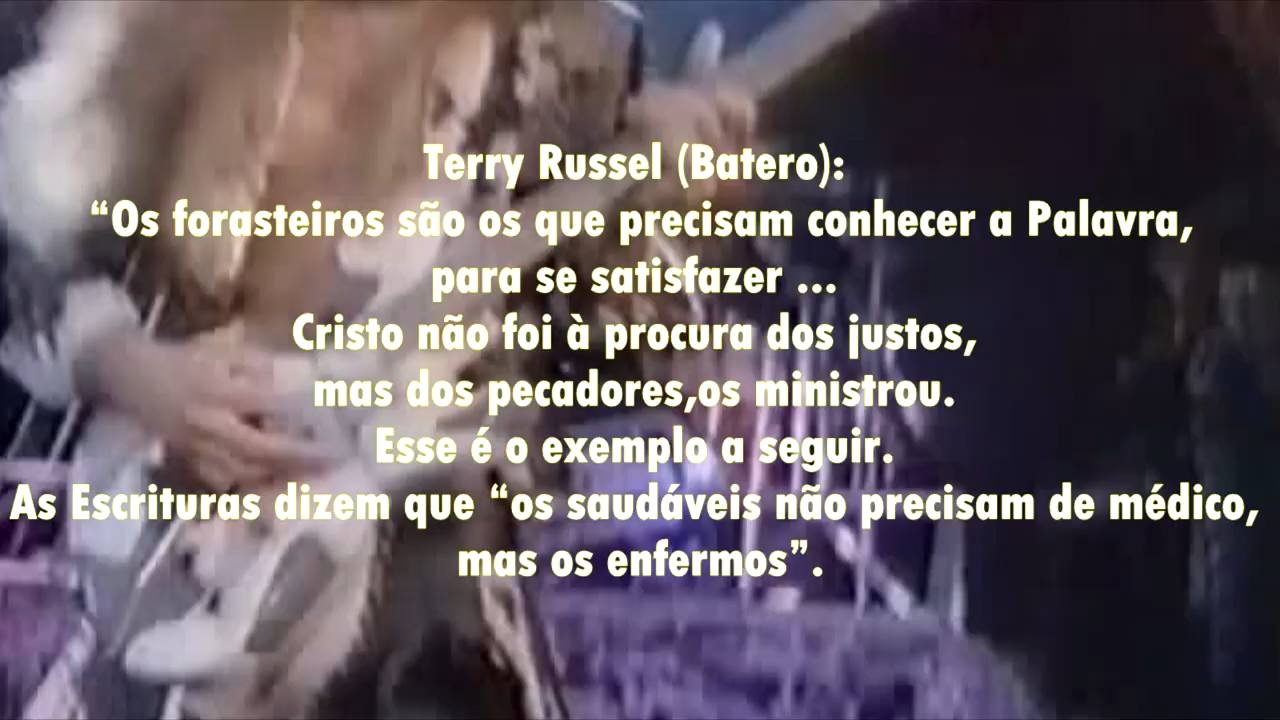 Terry Russel (Batero):
“Os forasteiros são os que precisam conhecer a Palavra,
para se satisfazer ...
Cristo não foi à procura dos justos,
mas dos pecadores,os ministrou.
Esse é o exemplo a seguir.
As Escrituras dizem que “os saudáveis não precisam de médico,
mas os enfermos”.